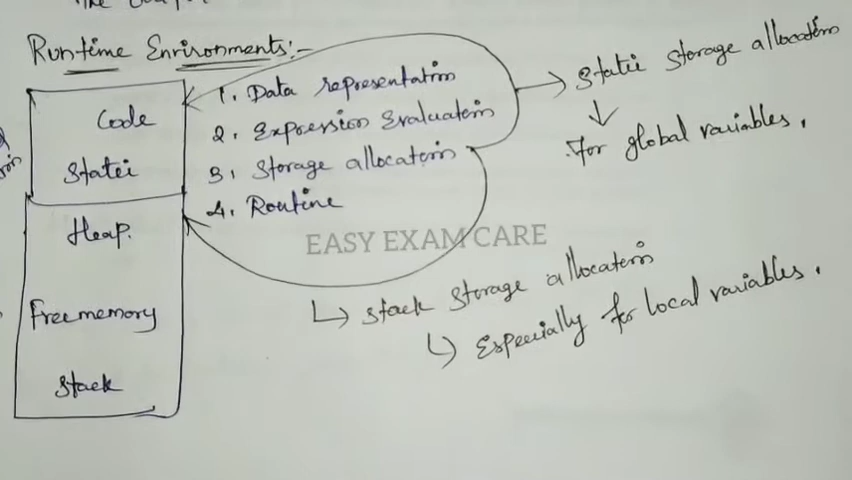 Runtime Environments:-
Code
Static
Heap.
Free memory
Stack
1. Data representation
2. Expression Evaluation
3. Storage allocation
4. Routine
Static storage allocation
For global variables.
Stack storage allocation
Especially for local variables.
EASY EXAM CARE